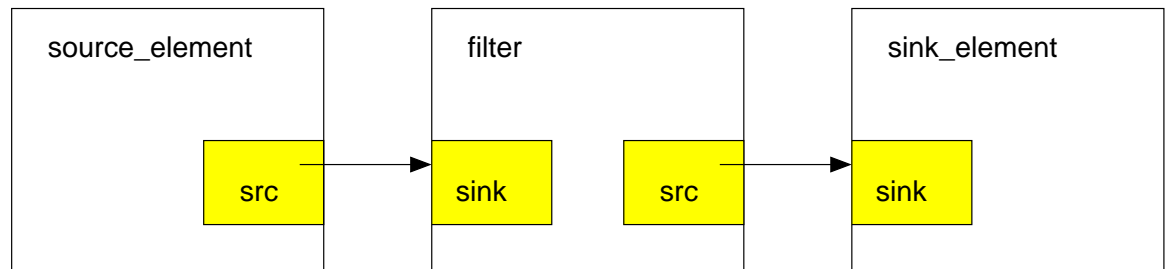 source_element
filter
sink_element
src
sink
src
sink